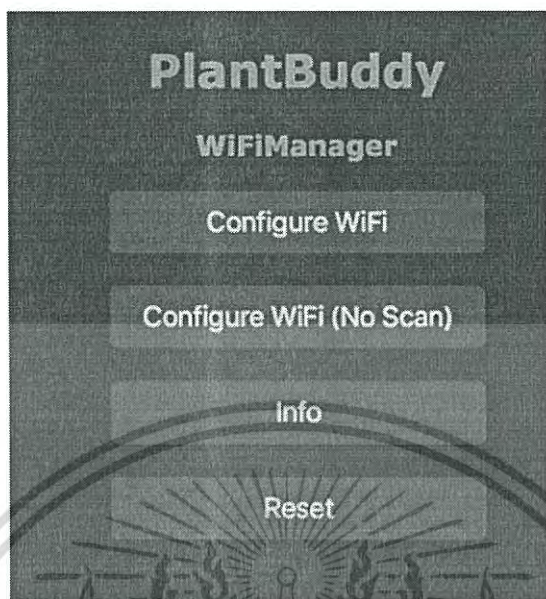 PlantBuddy
WiFiManager
Configure WiFi
Configure WiFi (No Scan)
Info
Reset